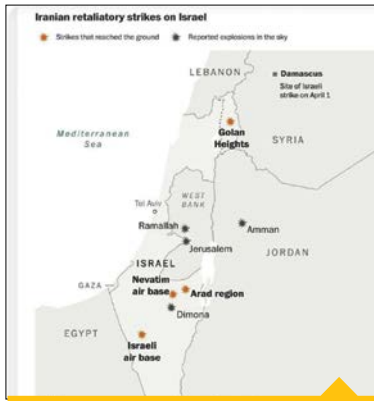 Iranian retaliatory strikes on Israel
Strikes that reached the ground
Reported explosions in the sky
LEBANON
Damascus
Site of Israeli
strike on April 1
Golan
Heights
SYRIA
Mediterranean
Sea
WEST
BANK
Tel Aviv
Ramallah
Amman
Jerusalem
JORDAN
ISRAEL
Nevatim
air base
Arad region
GAZA
Dimona
EGYPT
Israeli
air base